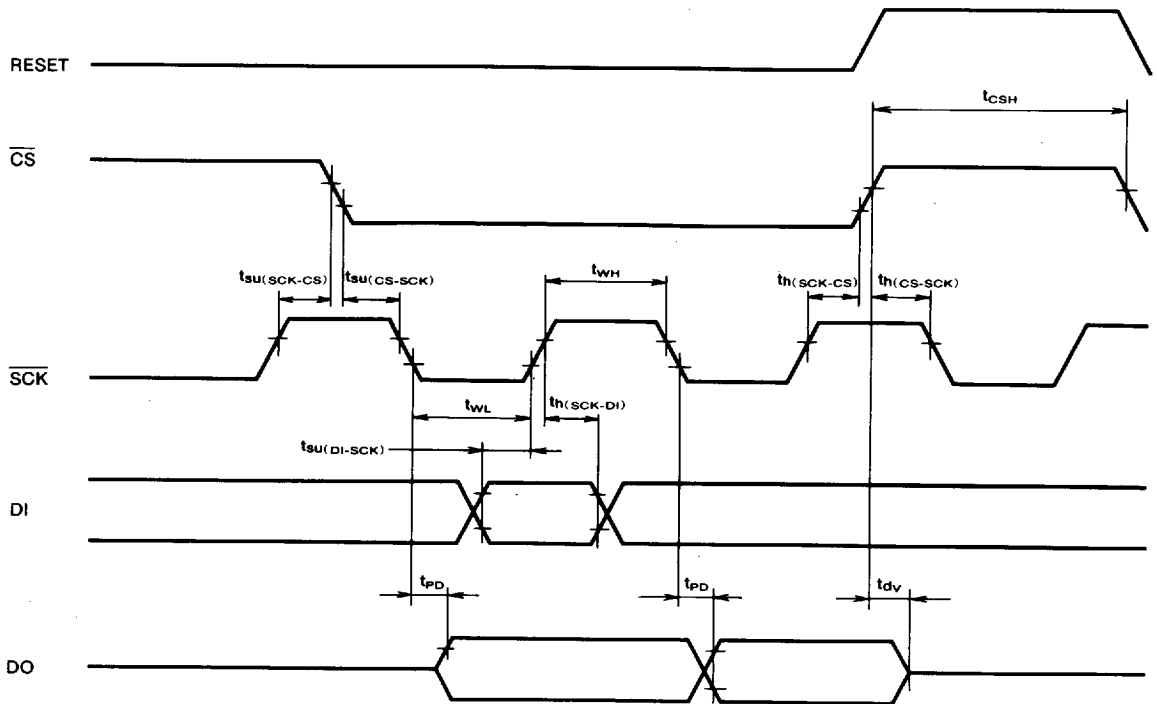 RESET
tCSH
CS
tsu(SCK-CS)
tsu(CS-SCK)
tWH
th(SCK-CS)
th(CS-SCK)
SCK
tWL
th(SCK-DI)
tsu(DI-SCK)
DI
tPD
tPD
tdv
DO